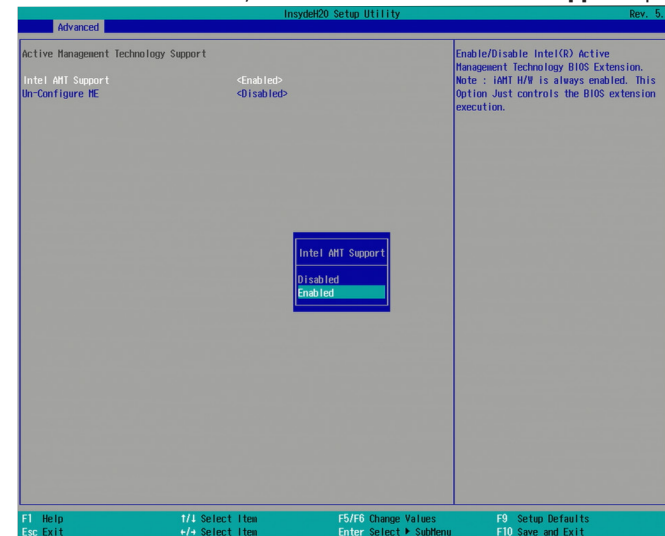 InsydeH20 Setup Utility Rev. 5.
Advanced
Active Management Technology Support
Intel AMT Support <Enabled>
Un-Configure ME <Disabled>
Enable/Disable Intel(R) Active
Management Technology BIOS Extension.
Note : iAMT H/W is always enabled. This
Option Just controls the BIOS extension
execution.
Intel AMT Support
Disabled
Enabled
F1 Help ↑/↓ Select Item F5/F6 Change Values F9 Setup Defaults
Esc Exit ←/→ Select Item Enter Select ▶ SubMenu F10 Save and Exit